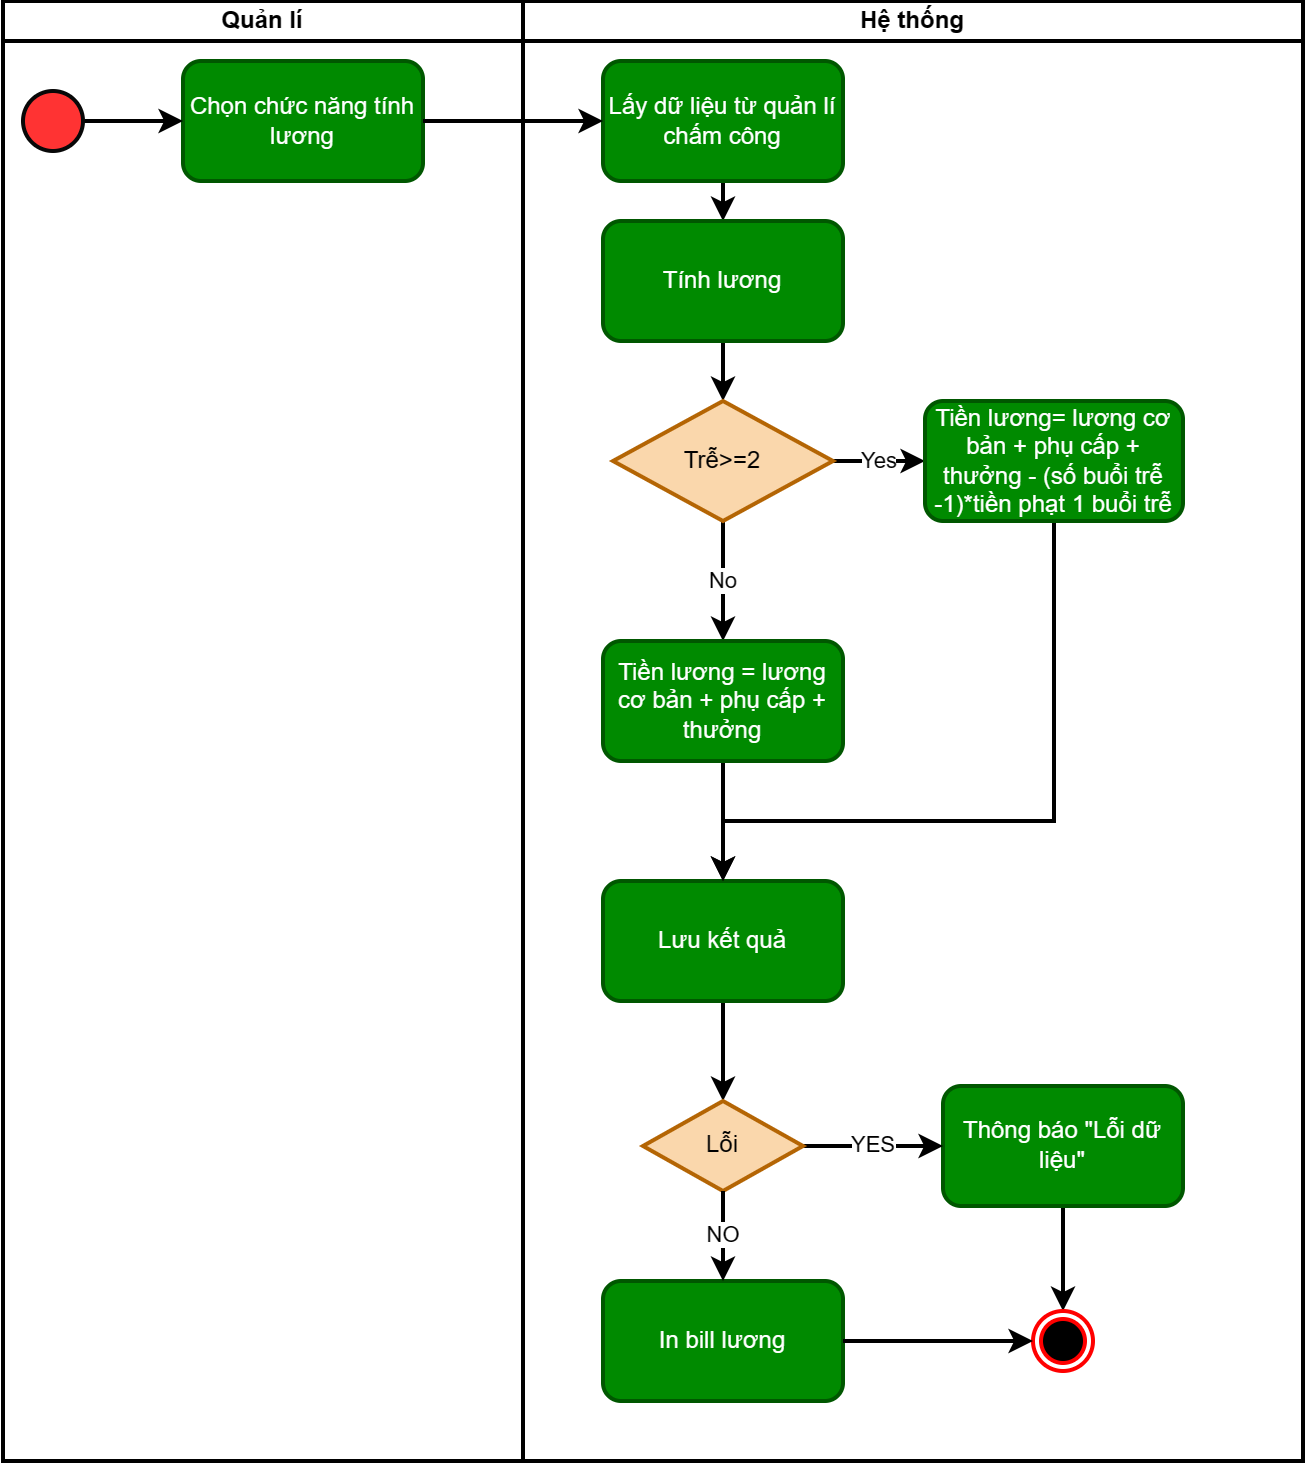 Quản lí
Hệ thống
Chọn chức năng tính
lương
Lấy dữ liệu từ quản lí
chấm công
Tính lương
Trễ>=2
Yes
Tiền lương= lương cơ
bản + phụ cấp +
thưởng - (số buổi trễ
-1)*tiền phạt 1 buổi trễ
No
Tiền lương = lương
cơ bản + phụ cấp +
thưởng
Lưu kết quả
Lỗi
YES
Thông báo "Lỗi dữ
liệu"
NO
In bill lương